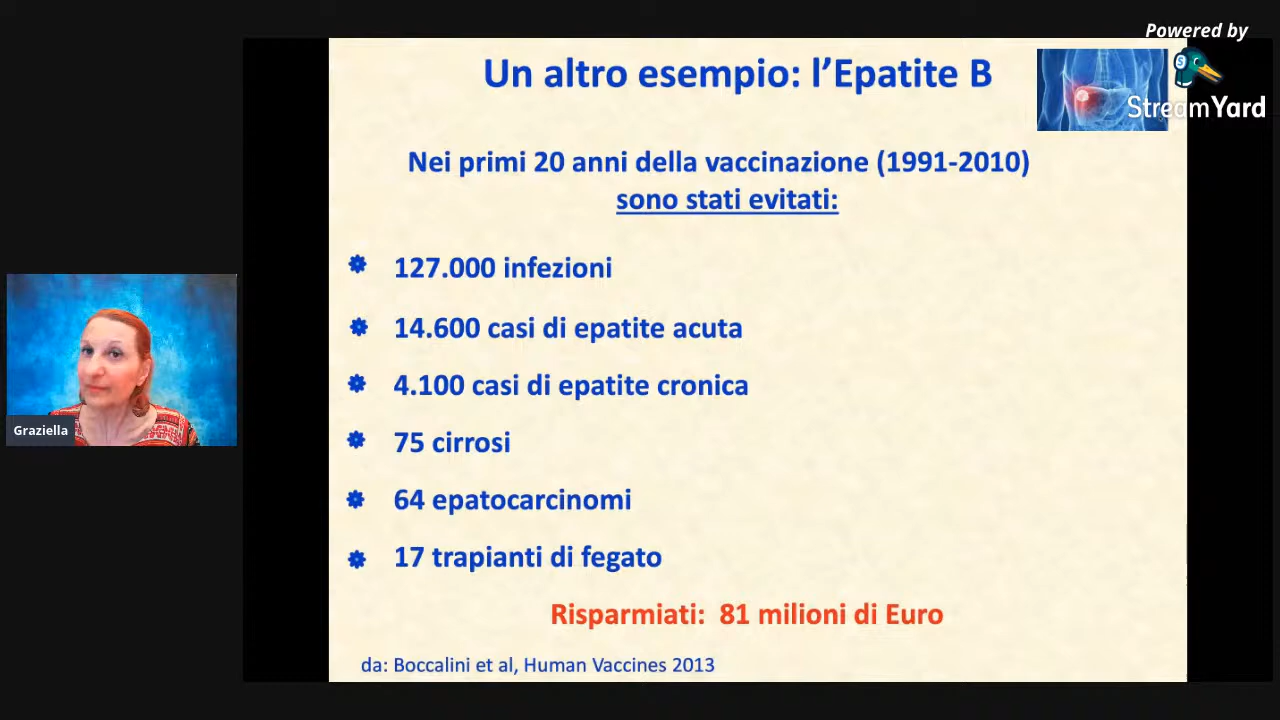 Powered by
StreamYard
Un altro esempio: l’Epatite B
Nei primi 20 anni della vaccinazione (1991-2010)
sono stati evitati:
127.000 infezioni
14.600 casi di epatite acuta
4.100 casi di epatite cronica
75 cirrosi
64 epatocarcinomi
17 trapianti di fegato
Risparmiati: 81 milioni di Euro
da: Boccalini et al, Human Vaccines 2013
Graziella